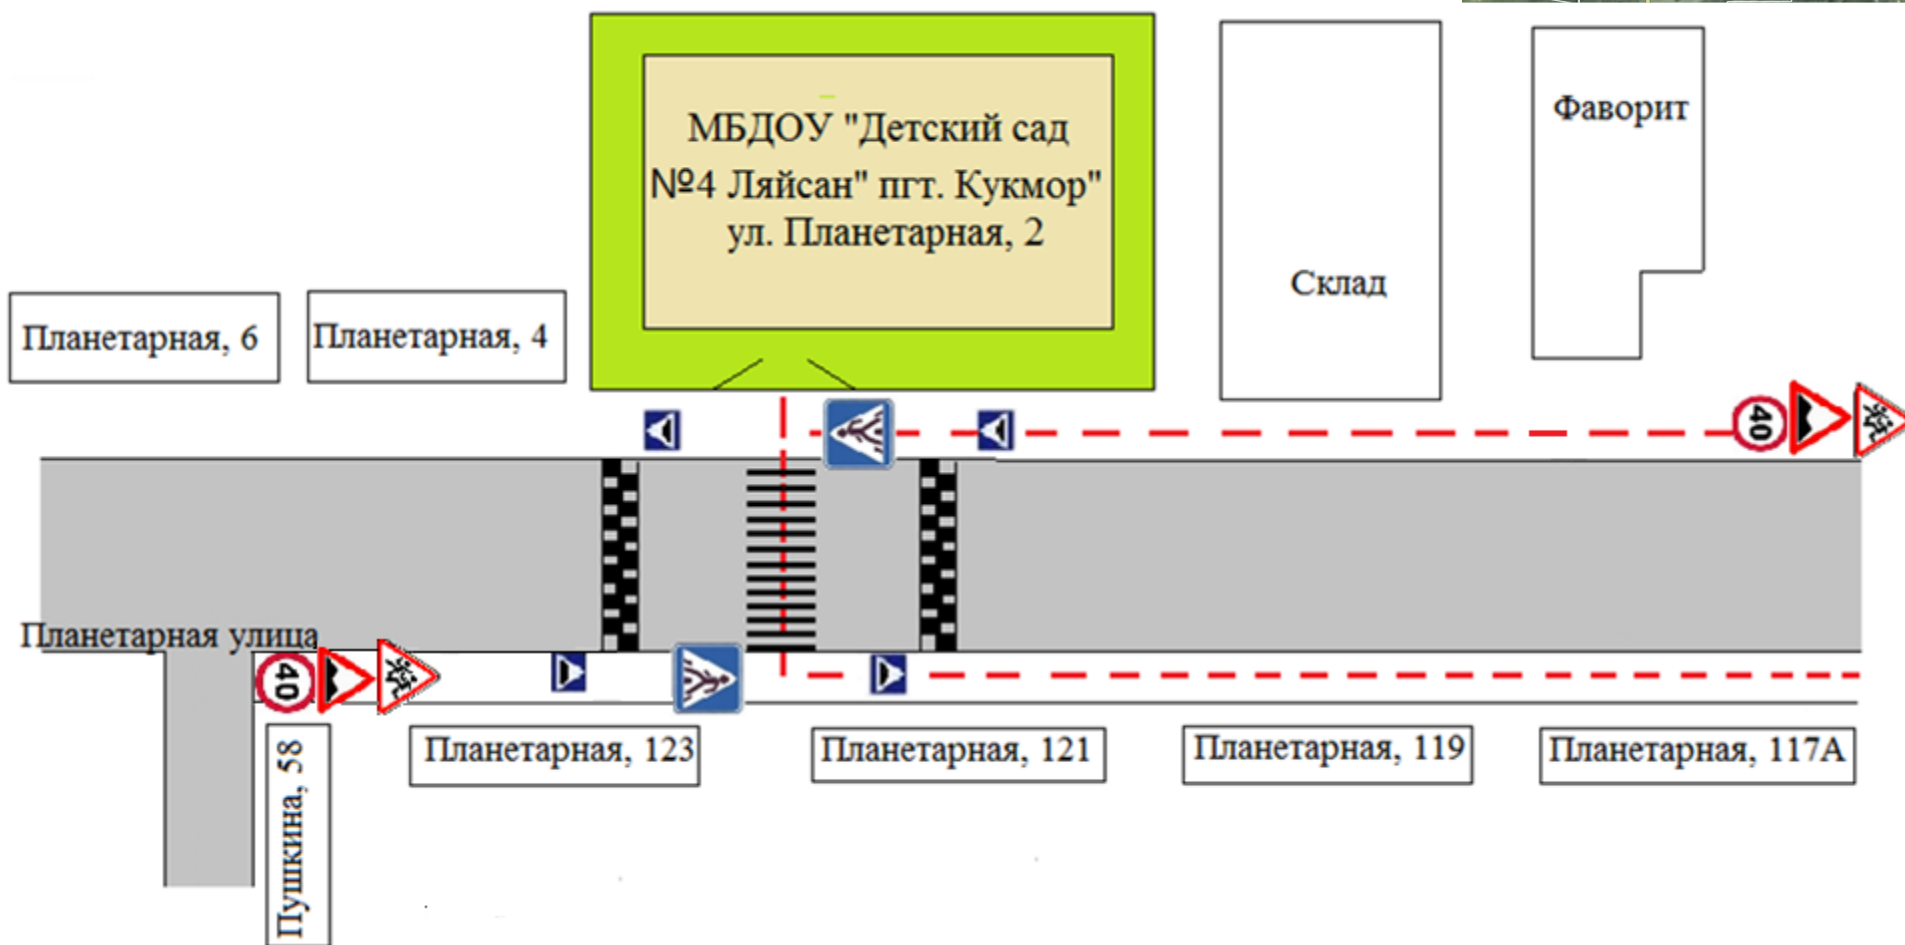 МБДОУ "Детский сад
№4 Ляйсан" пгт. Кукмор"
ул. Планетарная, 2
Фаворит
Склад
Планетарная, 6
Планетарная, 4
40
Планетарная улица
40
Пушкина, 58
Планетарная, 123
Планетарная, 121
Планетарная, 119
Планетарная, 117А